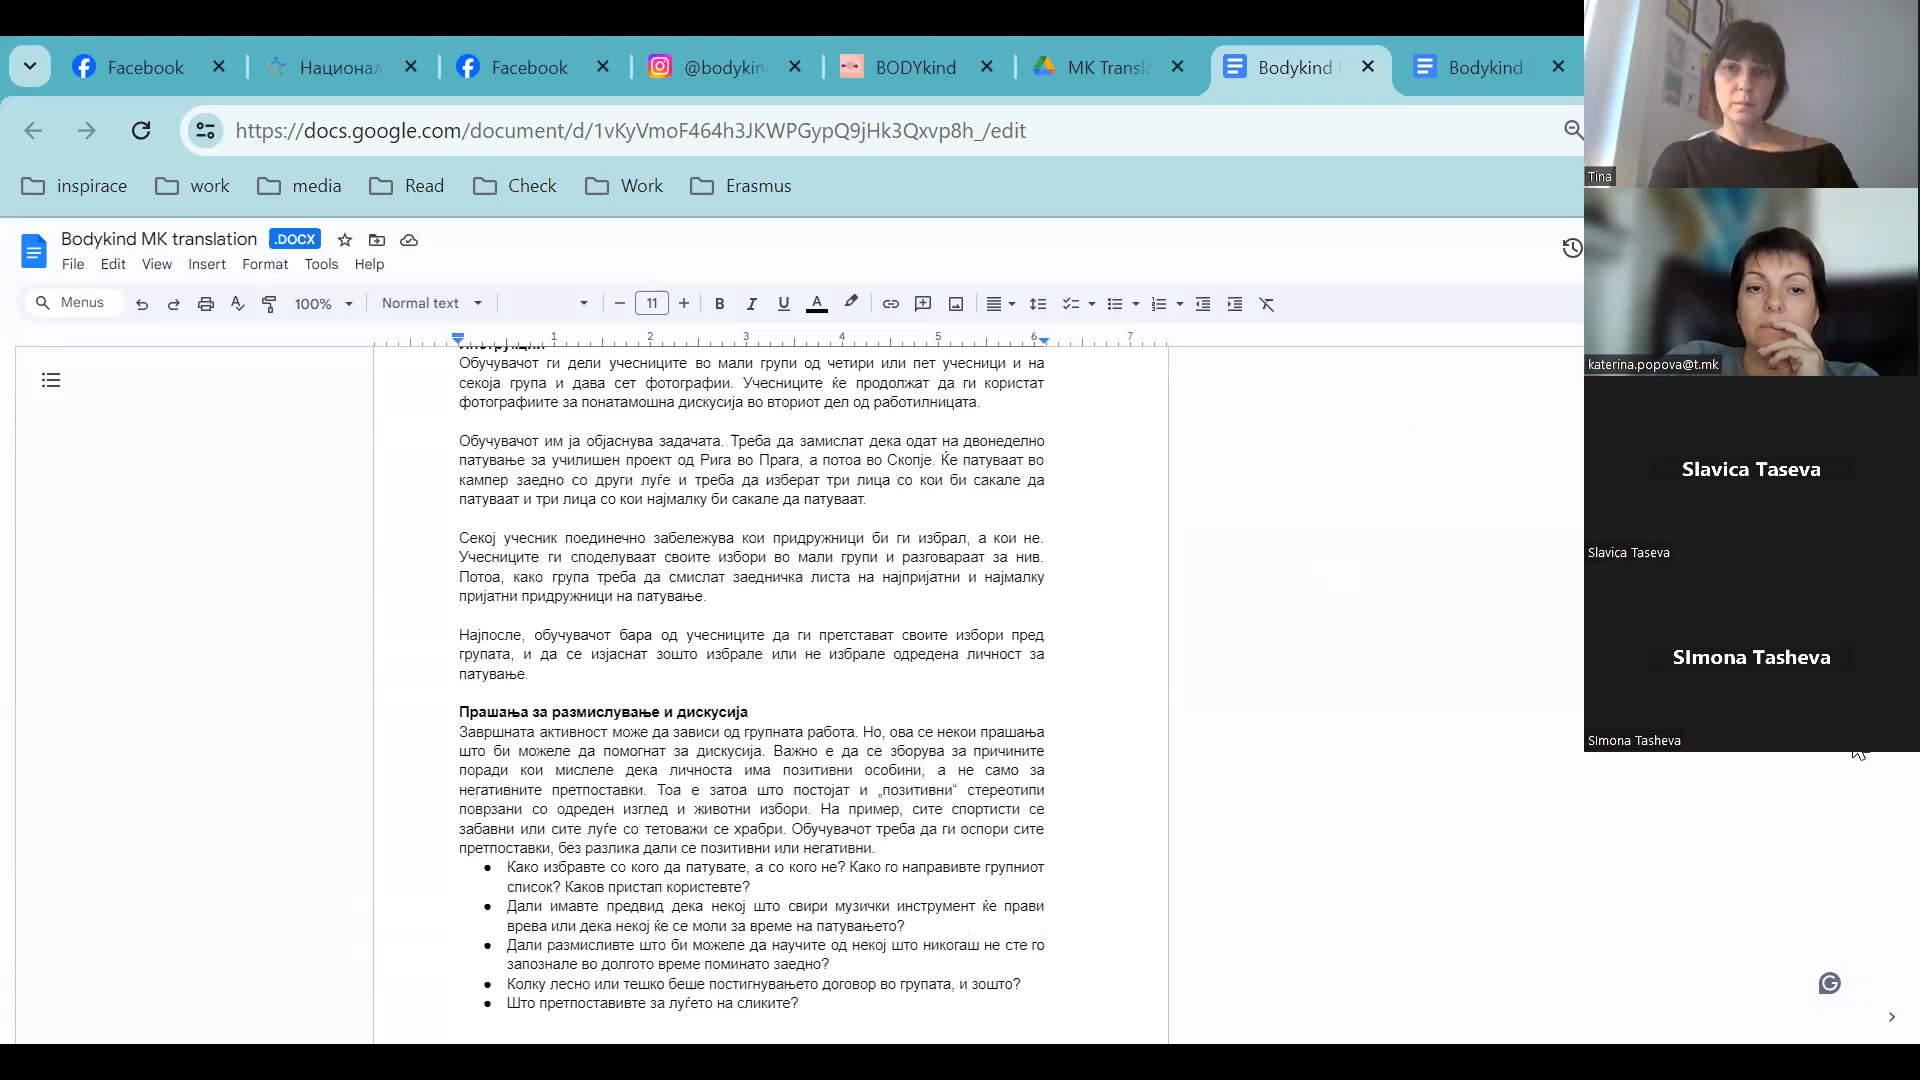 Facebook
Национал
Facebook
@bodykin
BODYkind
MK Transla
Bodykind
Bodykind
https://docs.google.com/document/d/1vKyVmoF464h3JKWPGypQ9jHk3Qxvp8h_/edit
inspirace
work
media
Read
Check
Work
Erasmus
Bodykind MK translation
.DOCX
File Edit View Insert Format Tools Help
Menus
100%
Normal text
11
B I U A
1 2 3 4 5 6 7
Инструкции
Обучувачот ги дели учесниците во мали групи од четири или пет учесници и на
секоја група и дава сет фотографии. Учесниците ќе продолжат да ги користат
фотографиите за понатамошна дискусија во вториот дел од работилницата.
Обучувачот им ја објаснува задачата. Треба да замислат дека одат на двонеделно
патување за училишен проект од Рига во Прага, а потоа во Скопје. Ќе патуваат во
кампер заедно со други луѓе и треба да изберат три лица со кои би сакале да
патуваат и три лица со кои најмалку би сакале да патуваат.
Секој учесник поединечно забележува кои придружници би ги избрал, а кои не.
Учесниците ги споделуваат своите избори во мали групи и разговараат за нив.
Потоа, како група треба да смислат заедничка листа на најпријатни и најмалку
пријатни придружници на патување.
Најпосле, обучувачот бара од учесниците да ги претстават своите избори пред
групата, и да се изјаснат зошто избрале или не избрале одредена личност за
патување.
Прашања за размислување и дискусија
Завршната активност може да зависи од групната работа. Но, ова се некои прашања
што би можеле да помогнат за дискусија. Важно е да се зборува за причините
поради кои мислеле дека личноста има позитивни особини, а не само за
негативните претпоставки. Тоа е затоа што постојат и „позитивни“ стереотипи
поврзани со одреден изглед и животни избори. На пример, сите спортисти се
забавни или сите луѓе со тетоважи се храбри. Обучувачот треба да ги оспори сите
претпоставки, без разлика дали се позитивни или негативни.
● Како избравте со кого да патувате, а со кого не? Како го направивте групниот
список? Каков пристап користевте?
● Дали имавте предвид дека некој што свири музички инструмент ќе прави
врева или дека некој ќе се моли за време на патувањето?
● Дали размисливте што би можеле да научите од некој што никогаш не сте го
запознале во долгото време поминато заедно?
● Колку лесно или тешко беше постигнувањето договор во групата, и зошто?
● Што претпоставивте за луѓето на сликите?
Tina
katerina.popova@t.mk
Slavica Taseva
Slavica Taseva
SImona Tasheva
SImona Tasheva